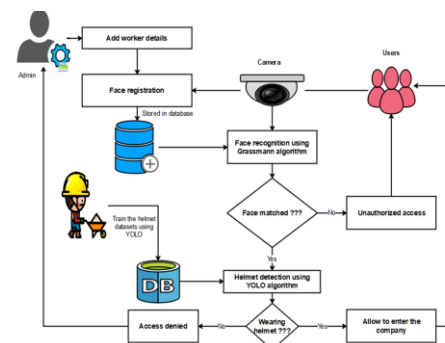 Add worker details
Admin
Camera
Users
Face registration
Stored in database
Face recognition using
Grassmann algorithm
Face matched ???
No
Unauthorized access
Train the helmet
datasets using
YOLO
Yes
DB
Helmet detection using
YOLO algorithm
Access denied
No
Wearing
helmet ???
Yes
Allow to enter the
company